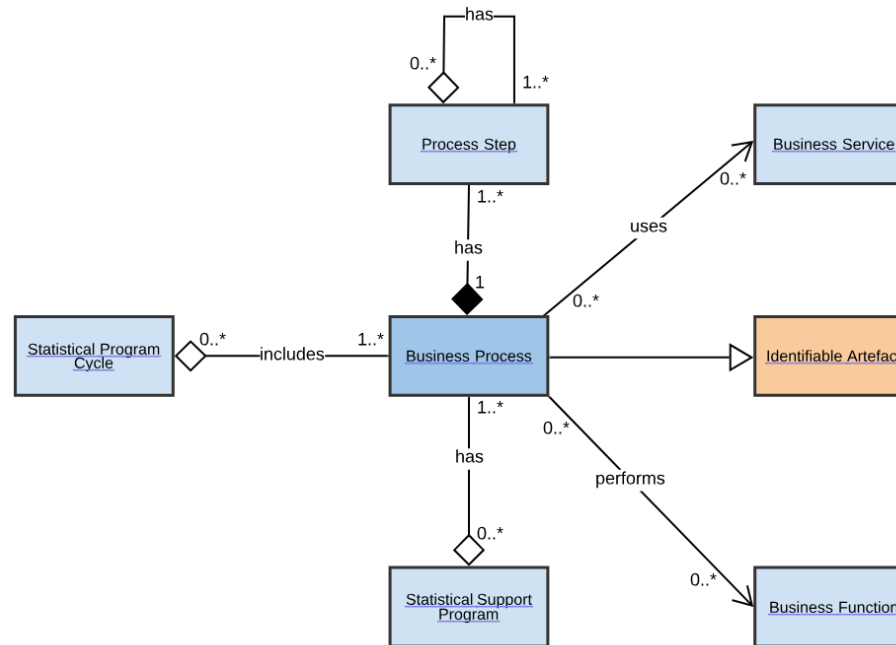 has
0..*
1..*
Process Step
Business Service
1..*
0..*
uses
has
1
0..*
Statistical Program
Cycle
0..*
includes
1..*
Business Process
Identifiable Artefac
1..*
0..*
has
performs
0..*
0..*
Statistical Support
Program
Business Function